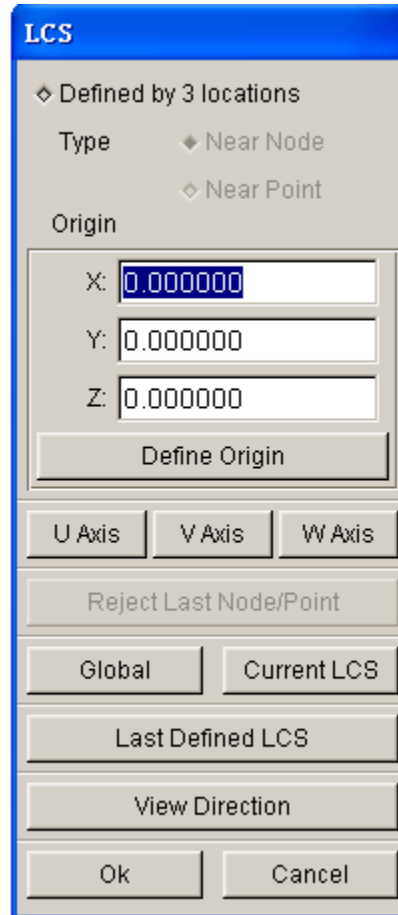 LCS
Defined by 3 locations
Type Near Node
Near Point
Origin
X: 0.000000
Y: 0.000000
Z: 0.000000
Define Origin
U Axis V Axis W Axis
Reject Last Node/Point
Global Current LCS
Last Defined LCS
View Direction
Ok Cancel